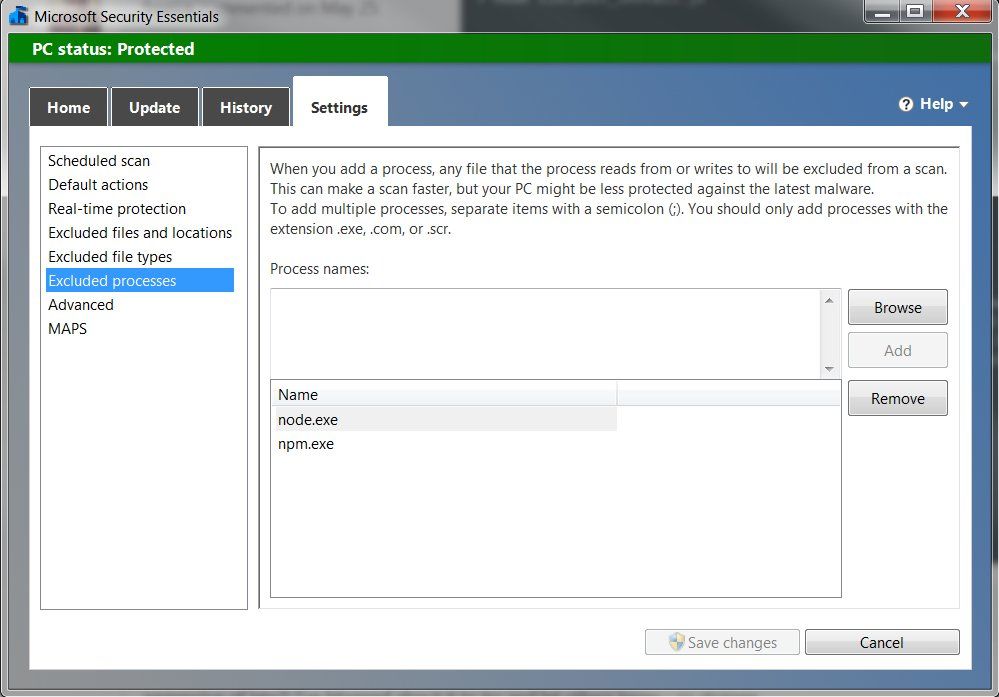 Microsoft Security Essentials
PC status: Protected
Home
Update
History
Settings
Help
Scheduled scan
Default actions
Real-time protection
Excluded files and locations
Excluded file types
Excluded processes
Advanced
MAPS
When you add a process, any file that the process reads from or writes to will be excluded from a scan.
This can make a scan faster, but your PC might be less protected against the latest malware.
To add multiple processes, separate items with a semicolon (;). You should only add processes with the
extension .exe, .com, or .scr.
Process names:
Browse
Add
Name
Remove
node.exe
npm.exe
Save changes
Cancel